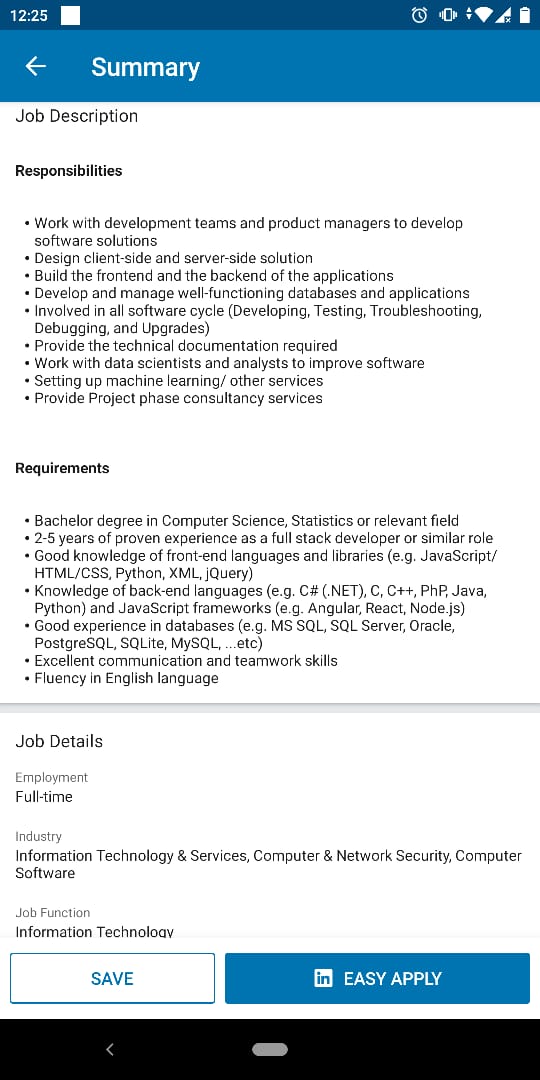 12:25
Summary
Job Description
Responsibilities
• Work with development teams and product managers to develop
software solutions
• Design client-side and server-side solution
• Build the frontend and the backend of the applications
• Develop and manage well-functioning databases and applications
• Involved in all software cycle (Developing, Testing, Troubleshooting,
Debugging, and Upgrades)
• Provide the technical documentation required
• Work with data scientists and analysts to improve software
• Setting up machine learning/ other services
• Provide Project phase consultancy services
Requirements
• Bachelor degree in Computer Science, Statistics or relevant field
• 2-5 years of proven experience as a full stack developer or similar role
• Good knowledge of front-end languages and libraries (e.g. JavaScript/
HTML/CSS, Python, XML, jQuery)
• Knowledge of back-end languages (e.g. C# (.NET), C, C++, PhP, Java,
Python) and JavaScript frameworks (e.g. Angular, React, Node.js)
• Good experience in databases (e.g. MS SQL, SQL Server, Oracle,
PostgreSQL, SQLite, MySQL, ...etc)
• Excellent communication and teamwork skills
• Fluency in English language
Job Details
Employment
Full-time
Industry
Information Technology & Services, Computer & Network Security, Computer
Software
Job Function
Information Technology
SAVE
in EASY APPLY